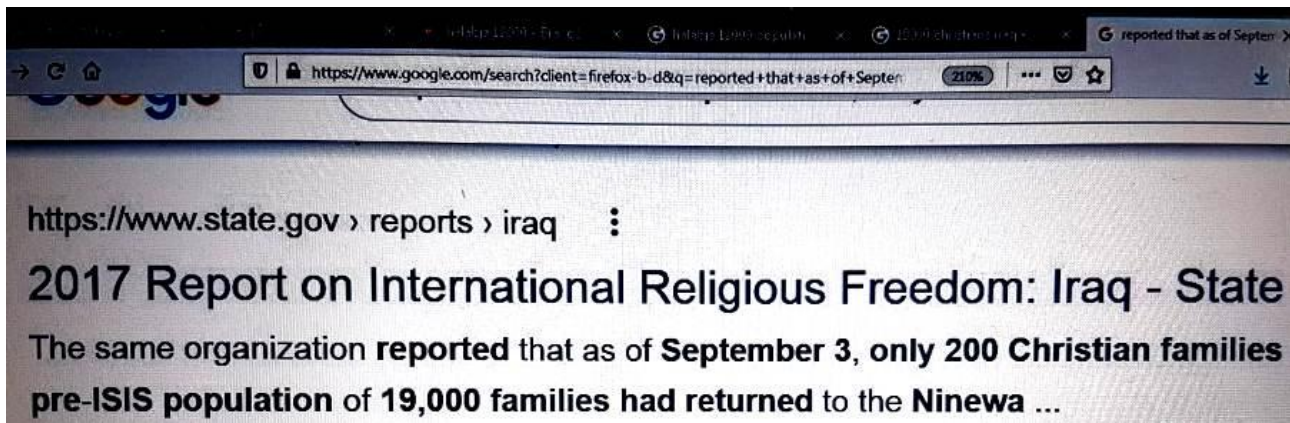 G reported that as of Septem
https://www.google.com/search?client=firefox-b-d&q=reported+that+as+of+Septer 210%
https://www.state.gov › reports › iraq
2017 Report on International Religious Freedom: Iraq - State
The same organization reported that as of September 3, only 200 Christian families
pre-ISIS population of 19,000 families had returned to the Ninewa ...